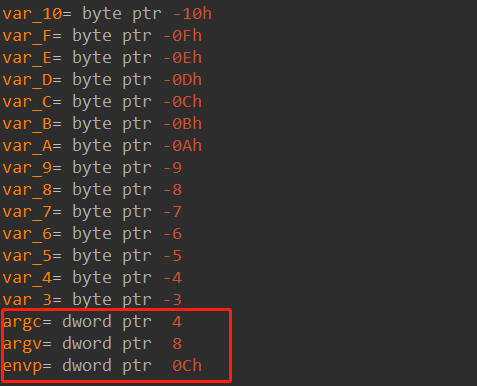 var_10= byte ptr -10h
var_F= byte ptr -0Fh
var_E= byte ptr -0Eh
var_D= byte ptr -0Dh
var_C= byte ptr -0Ch
var_B= byte ptr -0Bh
var_A= byte ptr -0Ah
var_9= byte ptr -9
var_8= byte ptr -8
var_7= byte ptr -7
var_6= byte ptr -6
var_5= byte ptr -5
var_4= byte ptr -4
var_3= byte ptr -3
argc= dword ptr  4
argv= dword ptr  8
envp= dword ptr  0Ch